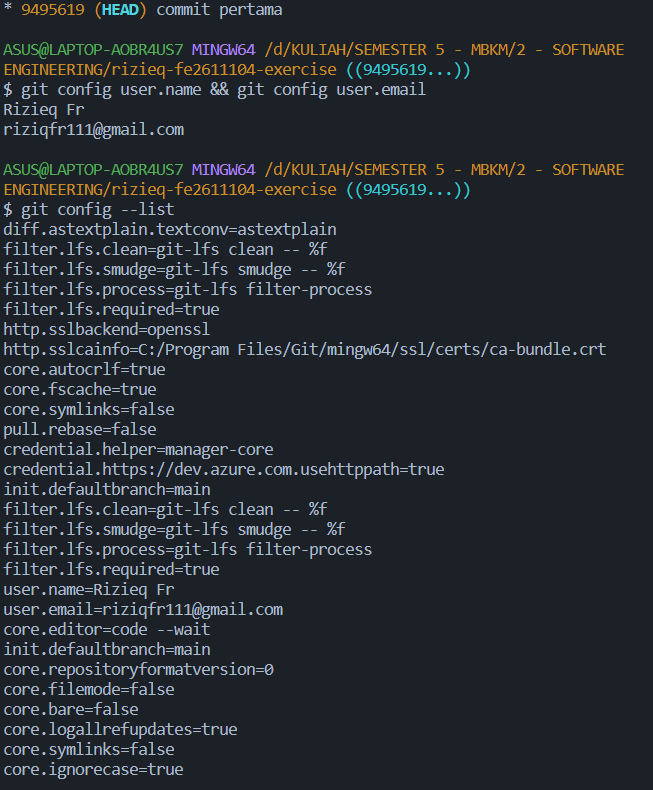 * 9495619 (HEAD) commit pertama
ASUS@LAPTOP-AOBR4US7 MINGW64 /d/KULIAH/SEMESTER 5 - MBKM/2 - SOFTWARE
ENGINEERING/rizieq-fe2611104-exercise ((9495619...))
$ git config user.name && git config user.email
Rizieq Fr
riziqfr111@gmail.com
ASUS@LAPTOP-AOBR4US7 MINGW64 /d/KULIAH/SEMESTER 5 - MBKM/2 - SOFTWARE
ENGINEERING/rizieq-fe2611104-exercise ((9495619...))
$ git config --list
diff.astextplain.textconv=astextplain
filter.lfs.clean=git-lfs clean -- %f
filter.lfs.smudge=git-lfs smudge -- %f
filter.lfs.process=git-lfs filter-process
filter.lfs.required=true
http.sslbackend=openssl
http.sslcainfo=C:/Program Files/Git/mingw64/ssl/certs/ca-bundle.crt
core.autocrlf=true
core.fscache=true
core.symlinks=false
pull.rebase=false
credential.helper=manager-core
credential.https://dev.azure.com.usehttppath=true
init.defaultbranch=main
filter.lfs.clean=git-lfs clean -- %f
filter.lfs.smudge=git-lfs smudge -- %f
filter.lfs.process=git-lfs filter-process
filter.lfs.required=true
user.name=Rizieq Fr
user.email=riziqfr111@gmail.com
core.editor=code --wait
init.defaultbranch=main
core.repositoryformatversion=0
core.filemode=false
core.bare=false
core.logallrefupdates=true
core.symlinks=false
core.ignorecase=true